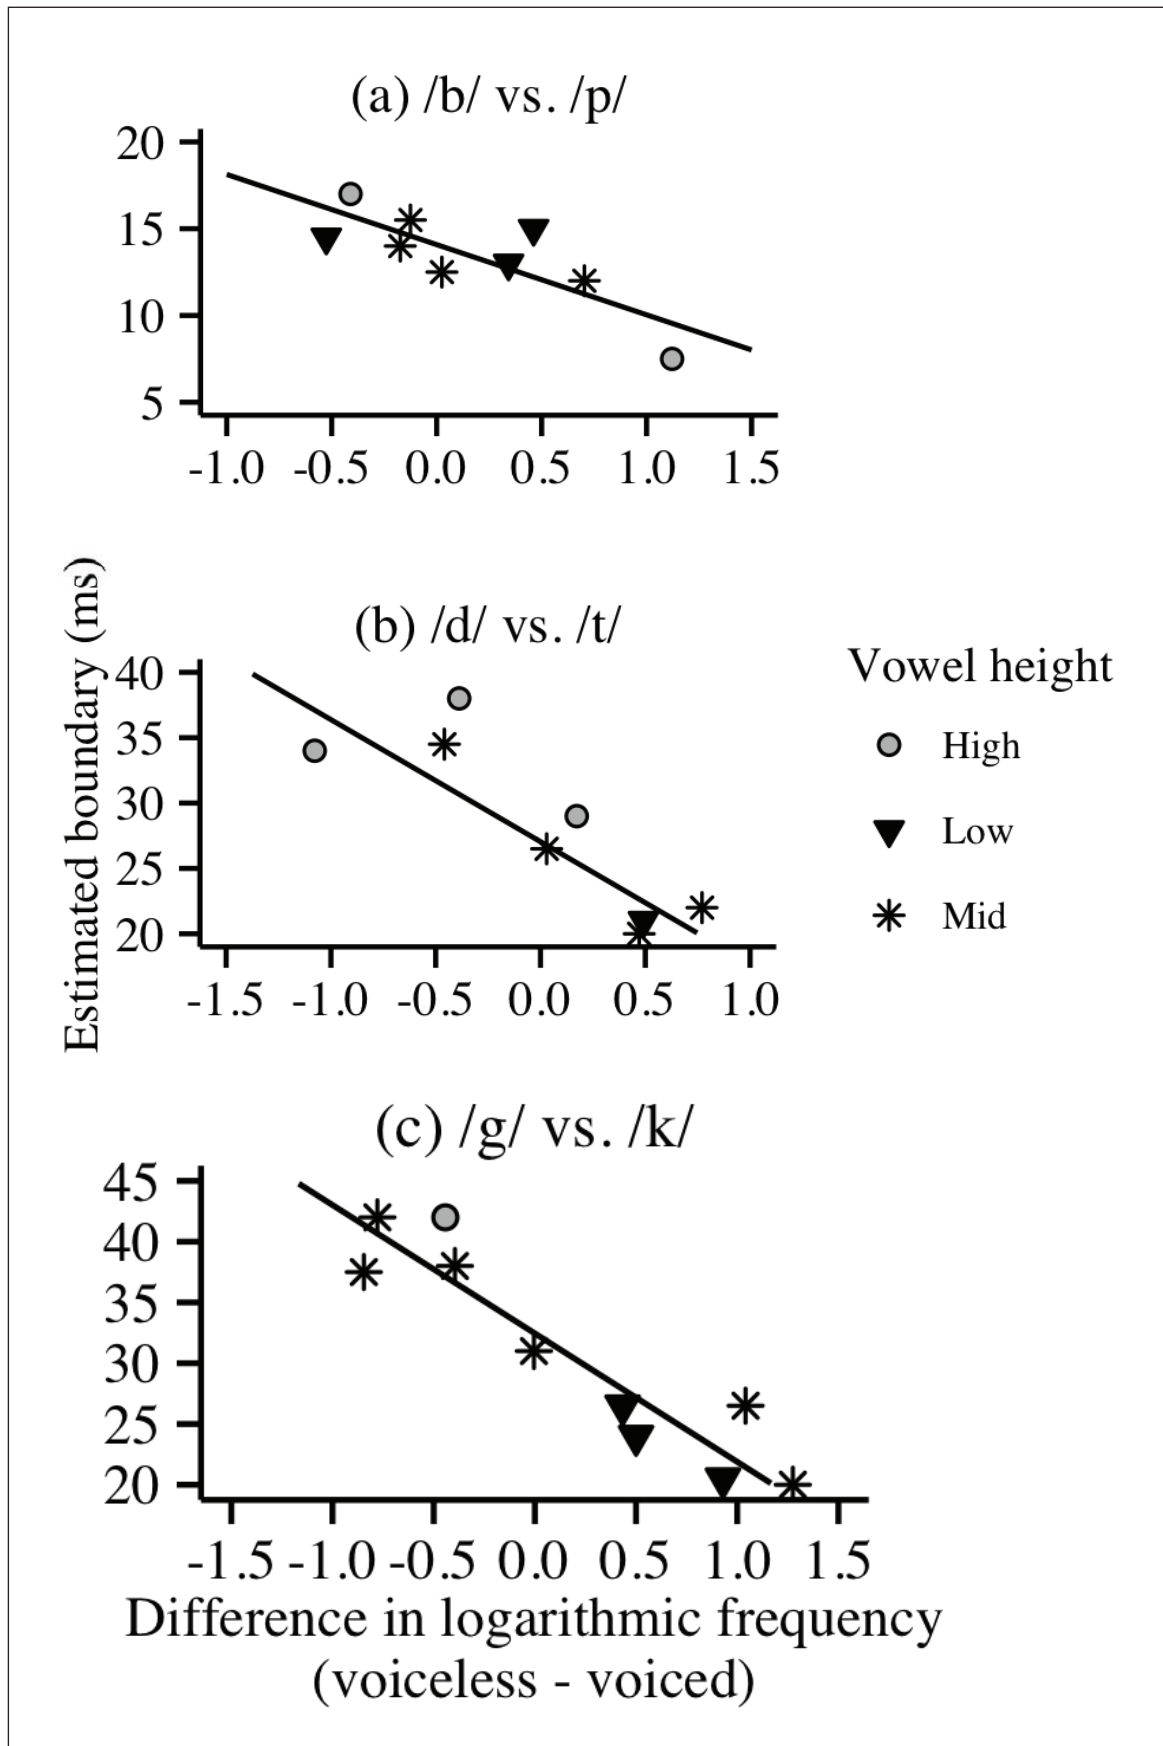 (a) /b/ vs. /p/
20
15
10
5
-1.0 -0.5 0.0 0.5 1.0 1.5
Estimated boundary (ms)
(b) /d/ vs. /t/
40
35
30
25
20
-1.5 -1.0 -0.5 0.0 0.5 1.0
Vowel height
High
Low
Mid
(c) /g/ vs. /k/
45
40
35
30
25
20
-1.5 -1.0 -0.5 0.0 0.5 1.0 1.5
Difference in logarithmic frequency
(voiceless - voiced)